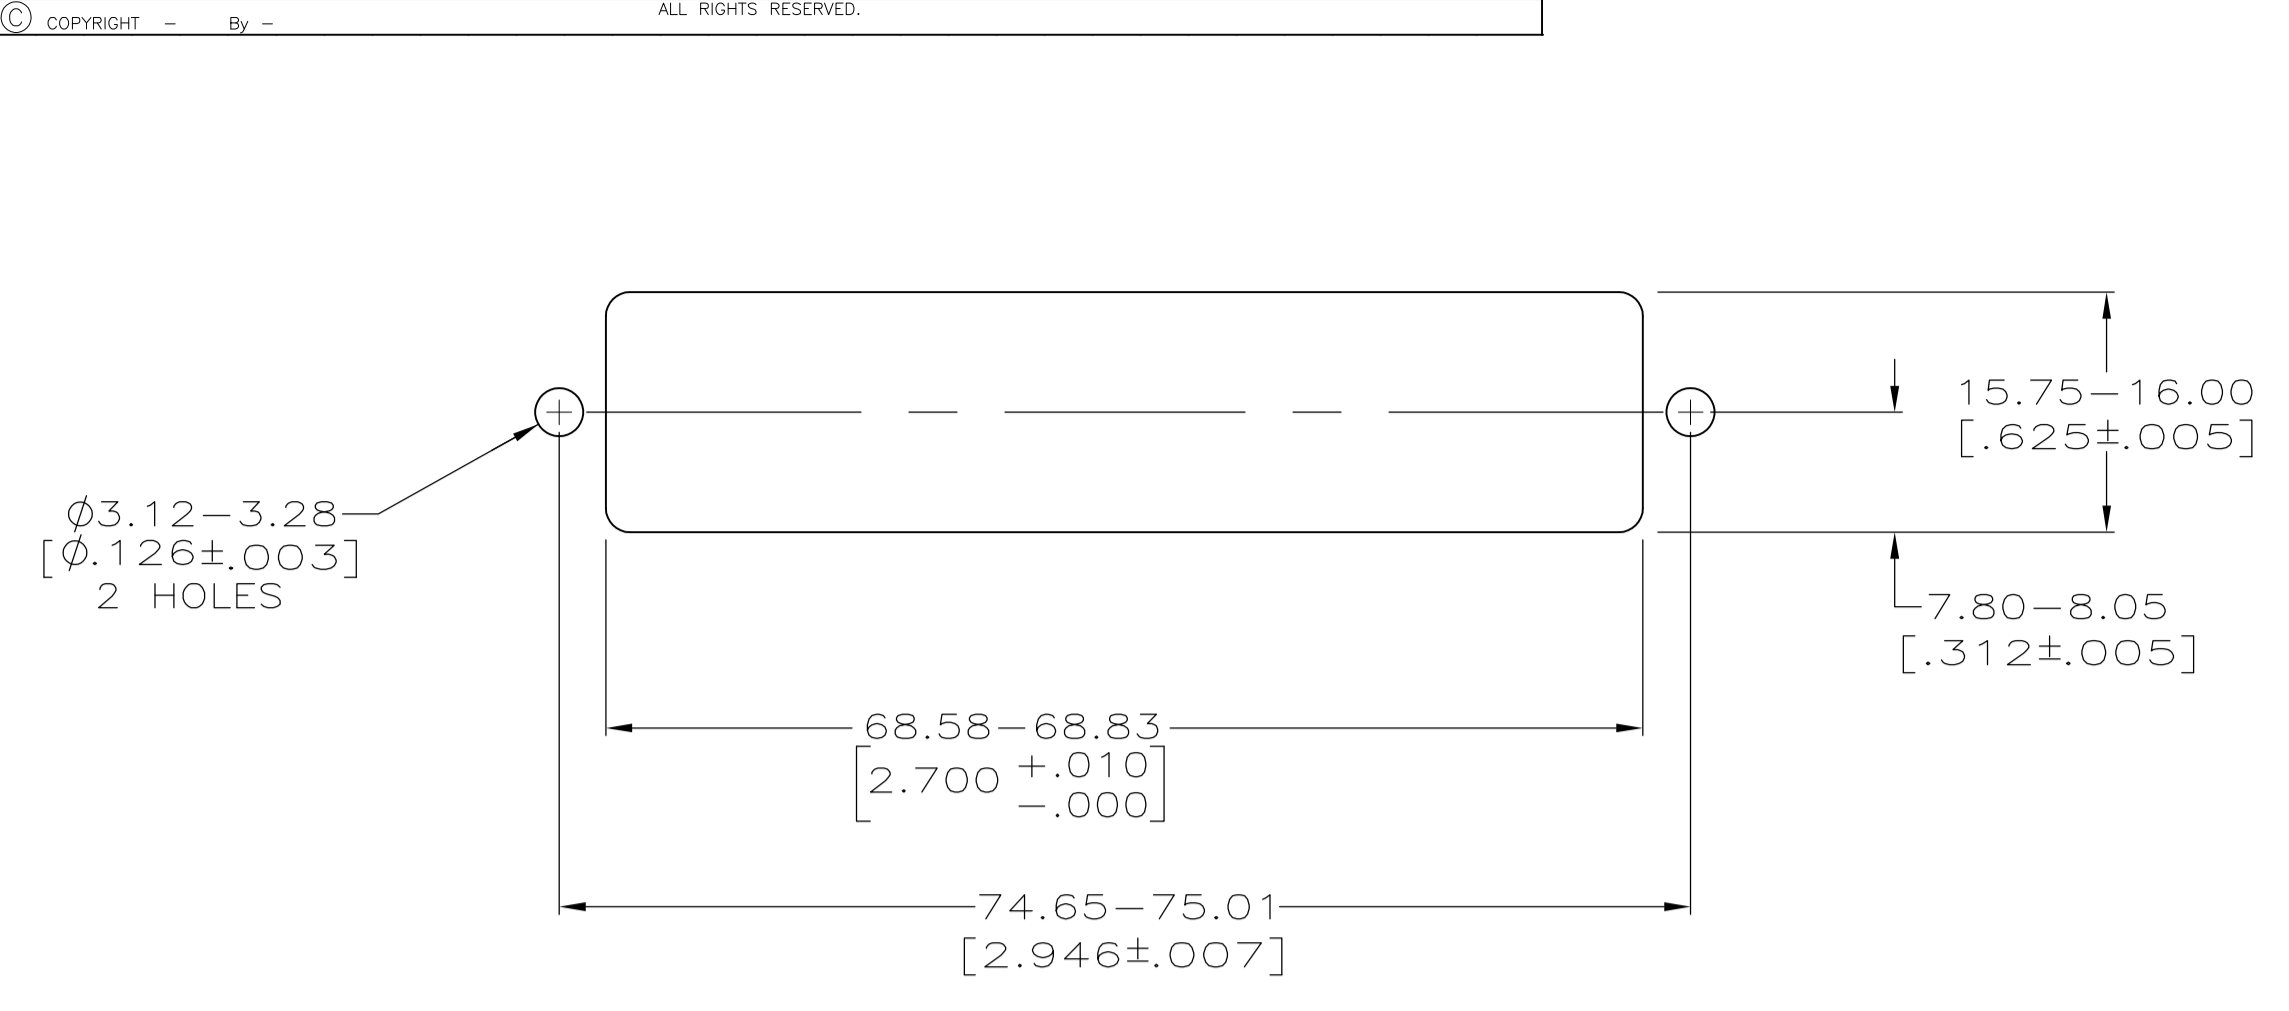 ALL RIGHTS RESERVED.
© COPYRIGHT - By -
15.75-16.00
[.625±.005]
Ø3.12-3.28
[Ø.126±.003]
2 HOLES
7.80-8.05
[.312±.005]
68.58-68.83
[2.700 +.010
-.000]
74.65-75.01
[2.946±.007]